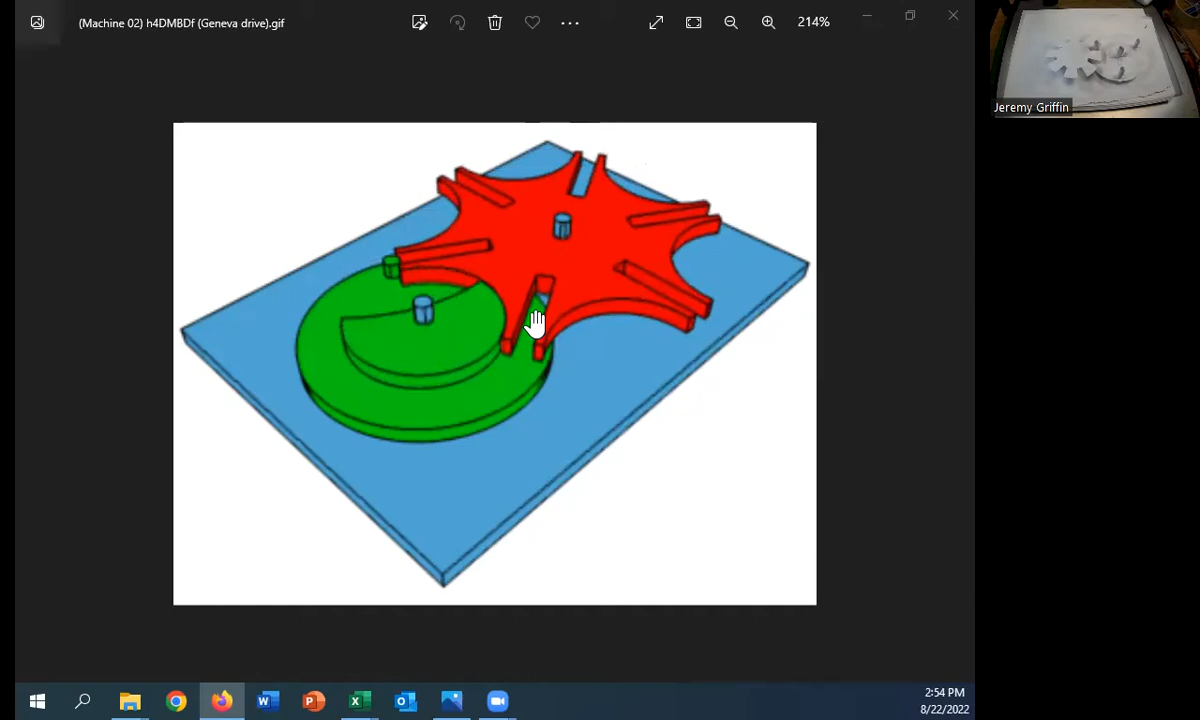 (Machine 02) h4DMBDf (Geneva drive).gif
214%
Jeremy Griffin
W
P
X
O
2:54 PM
8/22/2022